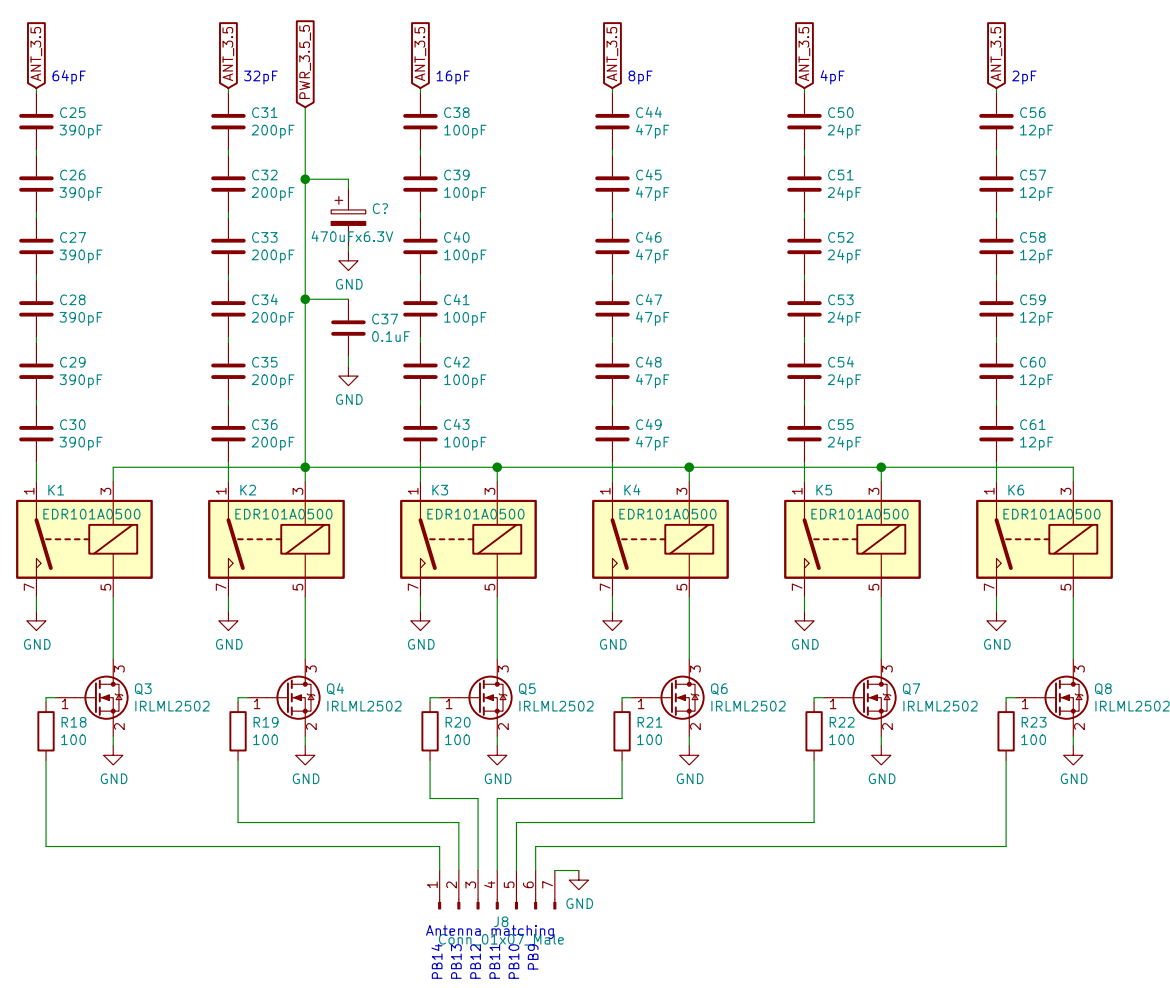 ANT_3.5 ANT_3.5 PWR_3.5_5 ANT_3.5 ANT_3.5 ANT_3.5 ANT_3.5
64pF 32pF 16pF 8pF 4pF 2pF
C25 C31 C38 C44 C50 C56
390pF 200pF 100pF 47pF 24pF 12pF
C26 C32 C39 C45 C51 C57
390pF 200pF 100pF 47pF 24pF 12pF
+ C?
470uFx6.3V
C27 C33 C40 C46 C52 C58
390pF 200pF 100pF 47pF 24pF 12pF
GND
C28 C34 C41 C47 C53 C59
390pF 200pF 100pF 47pF 24pF 12pF
C37
0.1uF
C29 C35 C42 C48 C54 C60
390pF 200pF 100pF 47pF 24pF 12pF
GND
C30 C36 C43 C49 C55 C61
390pF 200pF 100pF 47pF 24pF 12pF
1 K1 3 1 K2 3 1 K3 3 1 K4 3 1 K5 3 1 K6 3
EDR101A0500 EDR101A0500 EDR101A0500 EDR101A0500 EDR101A0500 EDR101A0500
7 5 7 5 7 5 7 5 7 5 7 5
GND GND GND GND GND GND
3 3 3 3 3 3
Q3 Q4 Q5 Q6 Q7 Q8
1 IRLML2502 1 IRLML2502 1 IRLML2502 1 IRLML2502 1 IRLML2502 1 IRLML2502
R18 2 R19 2 R20 2 R21 2 R22 2 R23 2
100 100 100 100 100 100
GND GND GND GND GND GND
1 2 3 4 5 6 7
GND
J8
Antenna matching
Conn_01x07_Male
PB14 PB13 PB12 PB11 PB10 PB9